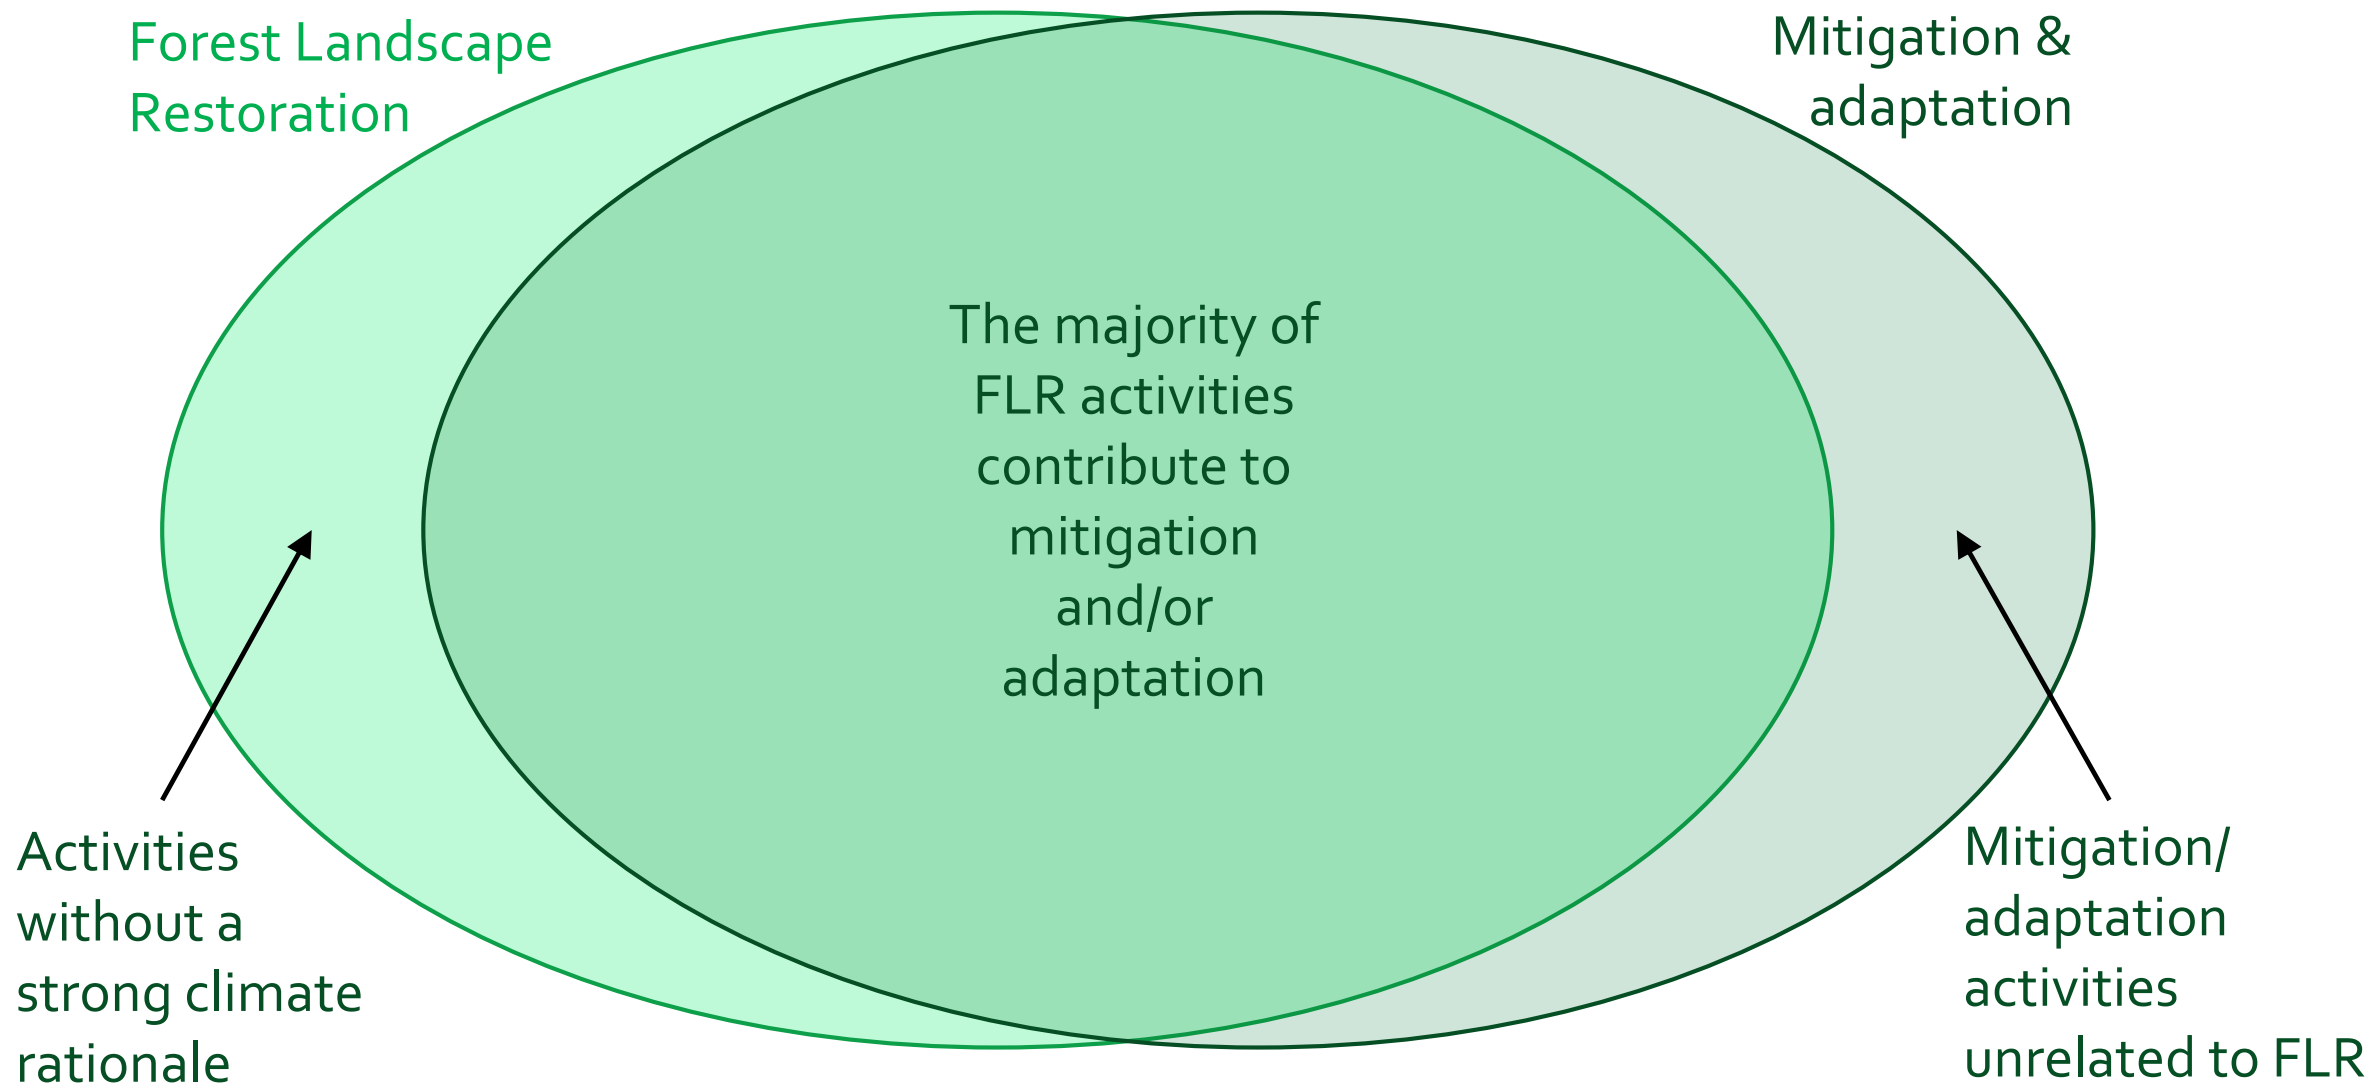 Forest Landscape
Restoration
Mitigation &
adaptation
The majority of
FLR activities
contribute to
mitigation
and/or
adaptation
Activities
without a
strong climate
rationale
Mitigation/
adaptation
activities
unrelated to FLR